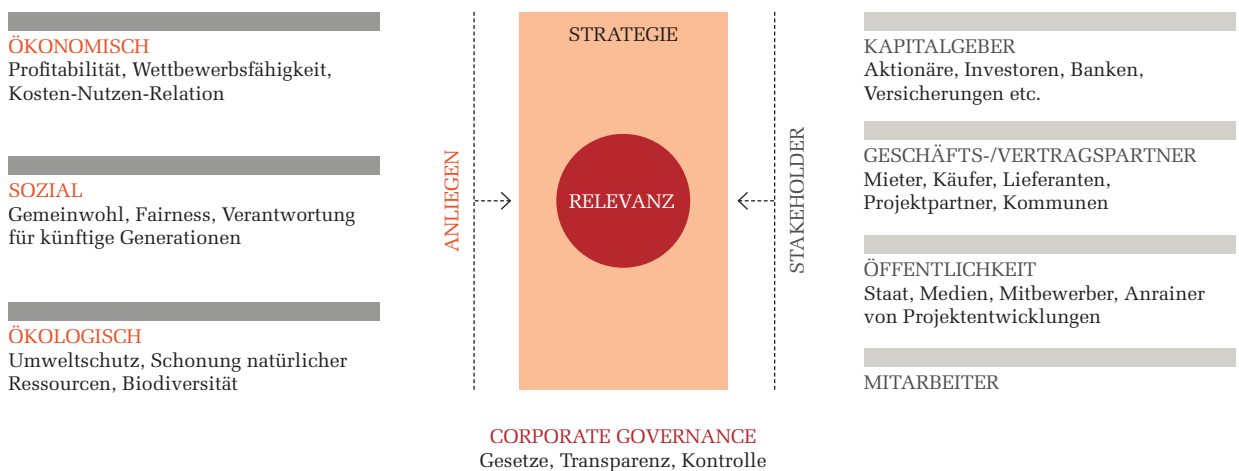 ÖKONOMISCH
Profitabilität, Wettbewerbsfähigkeit,
Kosten-Nutzen-Relation
SOZIAL
Gemeinwohl, Fairness, Verantwortung
für künftige Generationen
ÖKOLOGISCH
Umweltschutz, Schonung natürlicher
Ressourcen, Biodiversität
ANLIEGEN
STRATEGIE
RELEVANZ
STAKEHOLDER
KAPITALGEBER
Aktionäre, Investoren, Banken,
Versicherungen etc.
GESCHÄFTS-/VERTRAGSPARTNER
Mieter, Käufer, Lieferanten,
Projektpartner, Kommunen
ÖFFENTLICHKEIT
Staat, Medien, Mitbewerber, Anrainer
von Projektentwicklungen
MITARBEITER
CORPORATE GOVERNANCE
Gesetze, Transparenz, Kontrolle